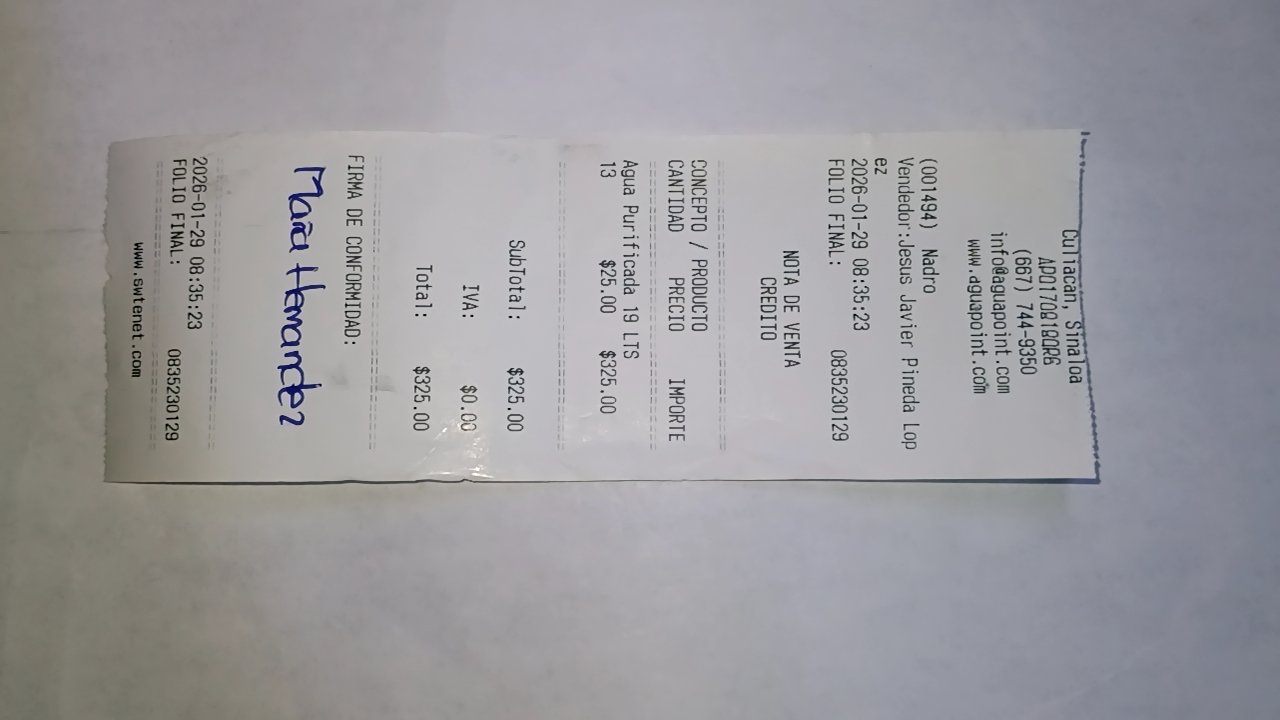 Culiacan, Sinaloa
(667) 744-9350
info@aguapoint.com
www.aguapoint.com
(001494) Nadro
Vendedor:Jesus Javier Pineda Lop
ez
2026-01-29 08:35:23
FOLIO FINAL: 0835230129
NOTA DE VENTA
CREDITO
CONCEPTO / PRODUCTO
CANTIDAD PRECIO IMPORTE
Agua Purificada 19 LTS
13 $25.00 $325.00
SubTotal: $325.00
IVA: $0.00
Total: $325.00
FIRMA DE CONFORMIDAD:
Maria Hernandez
2026-01-29 08:35:23
FOLIO FINAL: 0835230129
www.swtenet.com